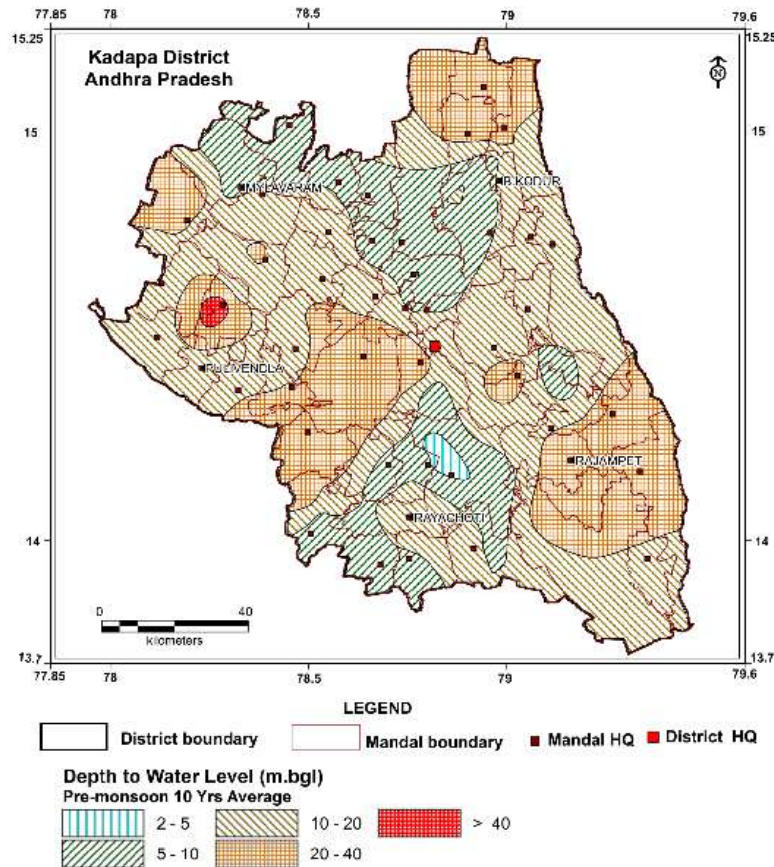 77.85 78 78.5 79 79.6
15.25 15.25
Kadapa District
Andhra Pradesh
N
15 15
MYLAVARAM
B.KODUR
PULIVENDLA
RAJAMPET
RAYACHOTI
14 14
0 40
kilometers
13.7 13.7
77.85 78 78.5 79 79.6
LEGEND
District boundary Mandal boundary Mandal HQ District HQ
Depth to Water Level (m.bgl)
Pre-monsoon 10 Yrs Average
2 - 5 10 - 20 > 40
5 - 10 20 - 40